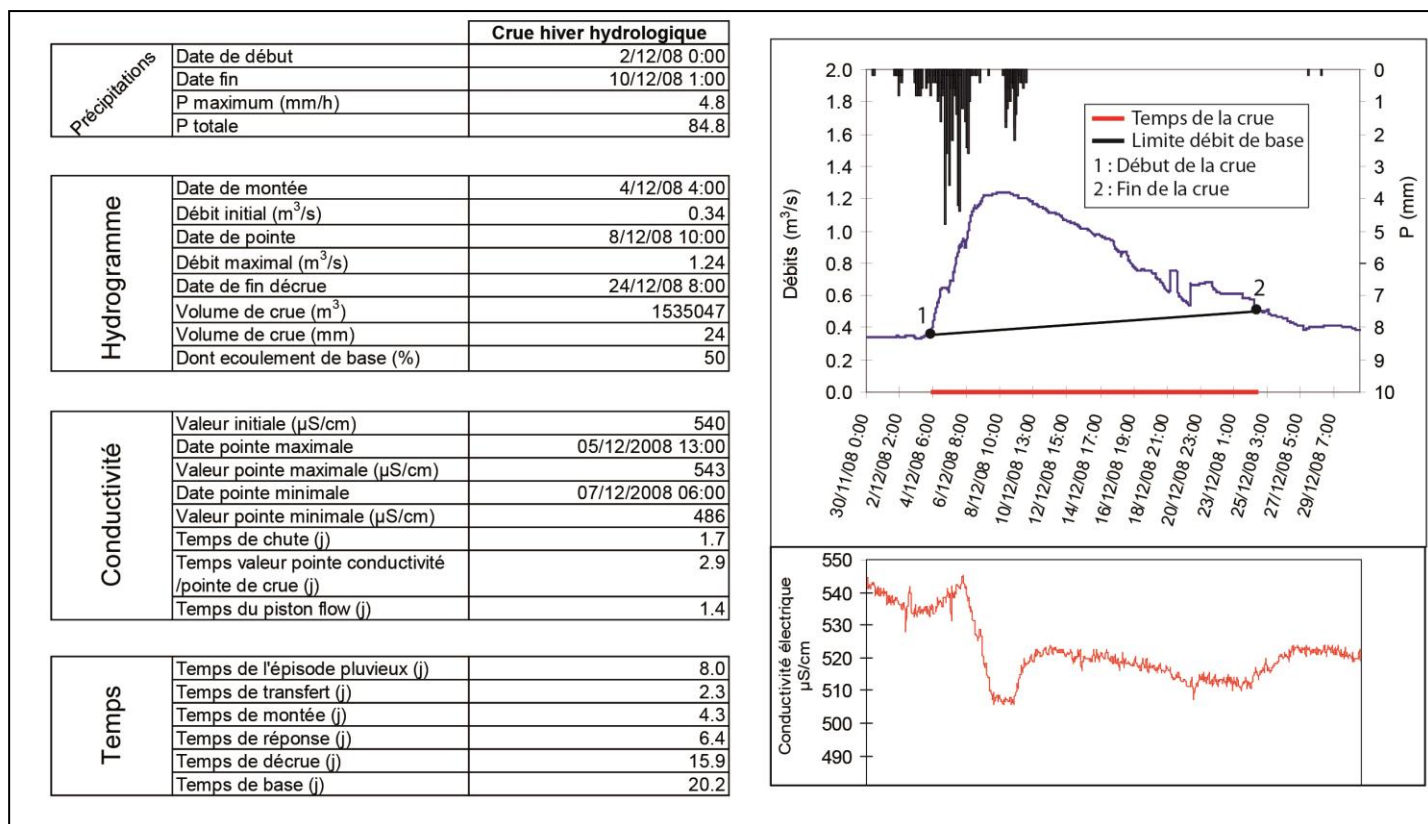 Crue hiver hydrologique
Précipitations
Date de début 2/12/08 0:00
Date fin 10/12/08 1:00
P maximum (mm/h) 4.8
P totale 84.8
Hydrogramme
Date de montée 4/12/08 4:00
Débit initial (m³/s) 0.34
Date de pointe 8/12/08 10:00
Débit maximal (m³/s) 1.24
Date de fin décrue 24/12/08 8:00
Volume de crue (m³) 1535047
Volume de crue (mm) 24
Dont ecoulement de base (%) 50
Conductivité
Valeur initiale (µS/cm) 540
Date pointe maximale 05/12/2008 13:00
Valeur pointe maximale (µS/cm) 543
Date pointe minimale 07/12/2008 06:00
Valeur pointe minimale (µS/cm) 486
Temps de chute (j) 1.7
Temps valeur pointe conductivité
/pointe de crue (j) 2.9
Temps du piston flow (j) 1.4
Temps
Temps de l'épisode pluvieux (j) 8.0
Temps de transfert (j) 2.3
Temps de montée (j) 4.3
Temps de réponse (j) 6.4
Temps de décrue (j) 15.9
Temps de base (j) 20.2
Débits (m³/s)
2.0
1.8
1.6
1.4
1.2
1.0
0.8
0.6
0.4
0.2
0.0
Temps de la crue
Limite débit de base
1 : Début de la crue
2 : Fin de la crue
1
2
0
1
2
3
4
5
6
7
8
9
10
P (mm)
30/11/08 0:00
2/12/08 2:00
4/12/08 6:00
6/12/08 8:00
8/12/08 10:00
10/12/08 13:00
12/12/08 15:00
14/12/08 17:00
16/12/08 19:00
18/12/08 21:00
20/12/08 23:00
23/12/08 1:00
25/12/08 3:00
27/12/08 5:00
29/12/08 7:00
Conductivité électrique
µS/cm
550
540
530
520
510
500
490